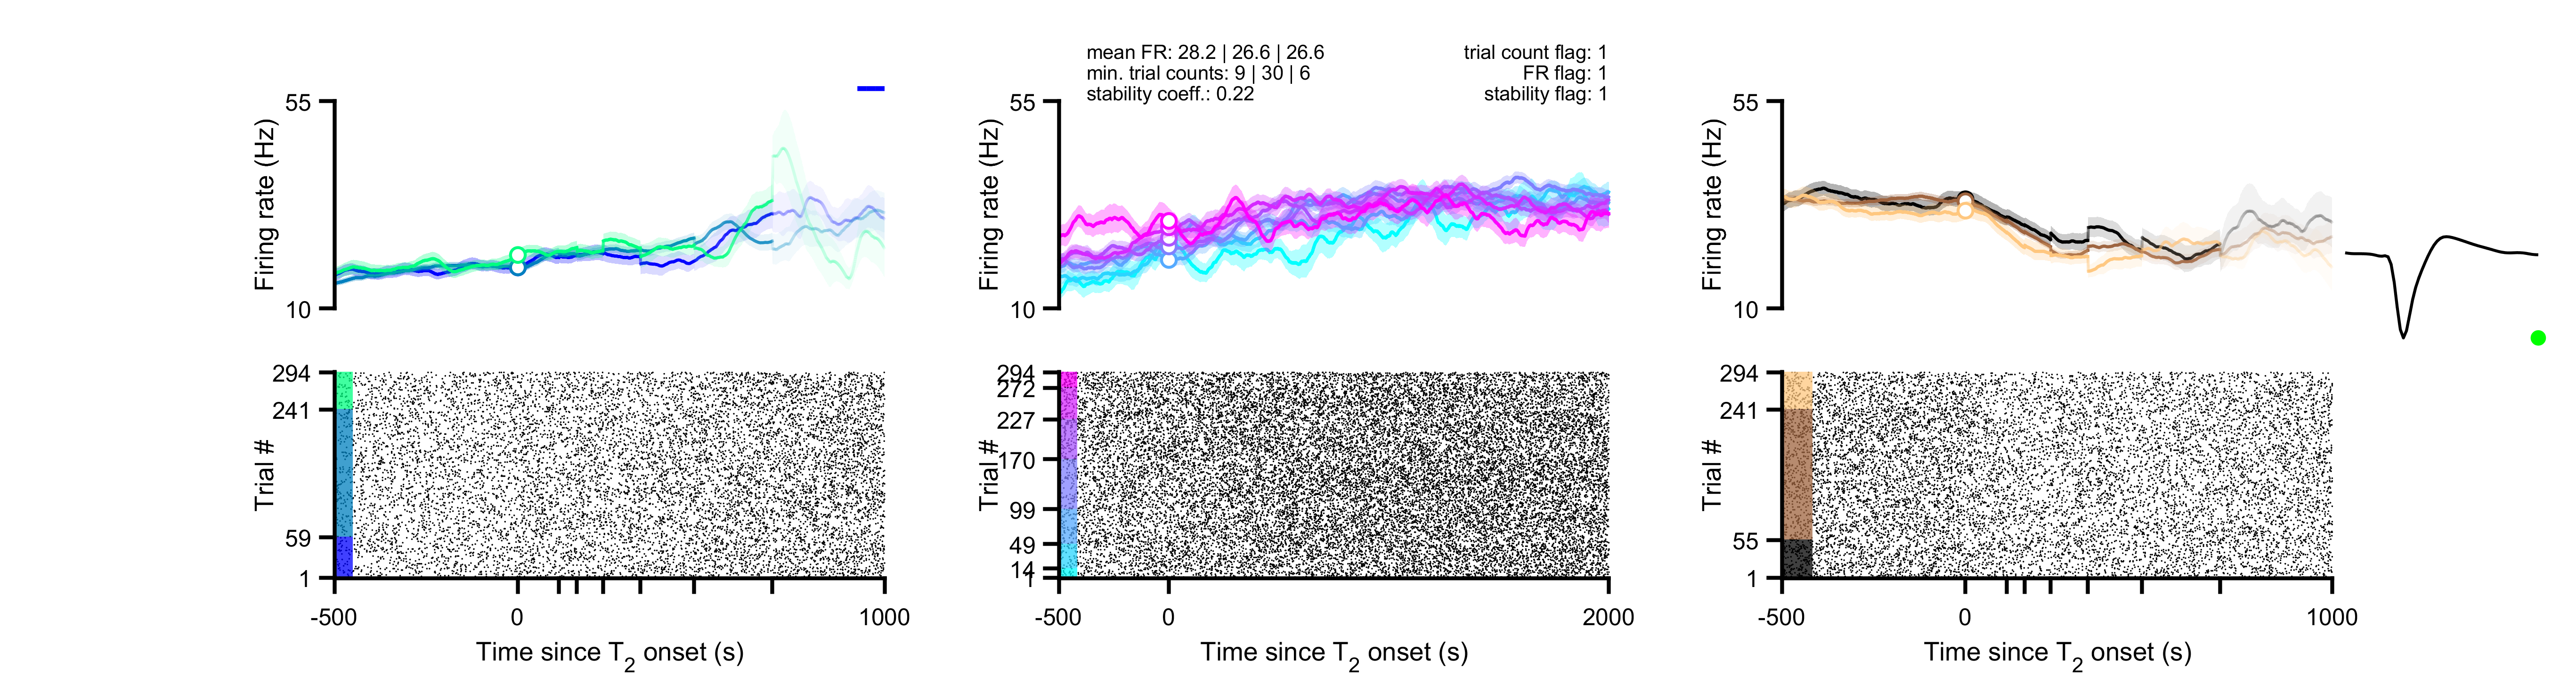 mean FR: 28.2 | 26.6 | 26.6
min. trial counts: 9 | 30 | 6
stability coeff.: 0.22
trial count flag: 1
FR flag: 1
stability flag: 1
55
10
Firing rate (Hz)
294
241
59
1
Trial #
-500
0
1000
Time since T2 onset (s)
55
10
Firing rate (Hz)
294
272
227
170
99
49
14
1
Trial #
-500
0
2000
Time since T2 onset (s)
55
10
Firing rate (Hz)
294
241
55
1
Trial #
-500
0
1000
Time since T2 onset (s)